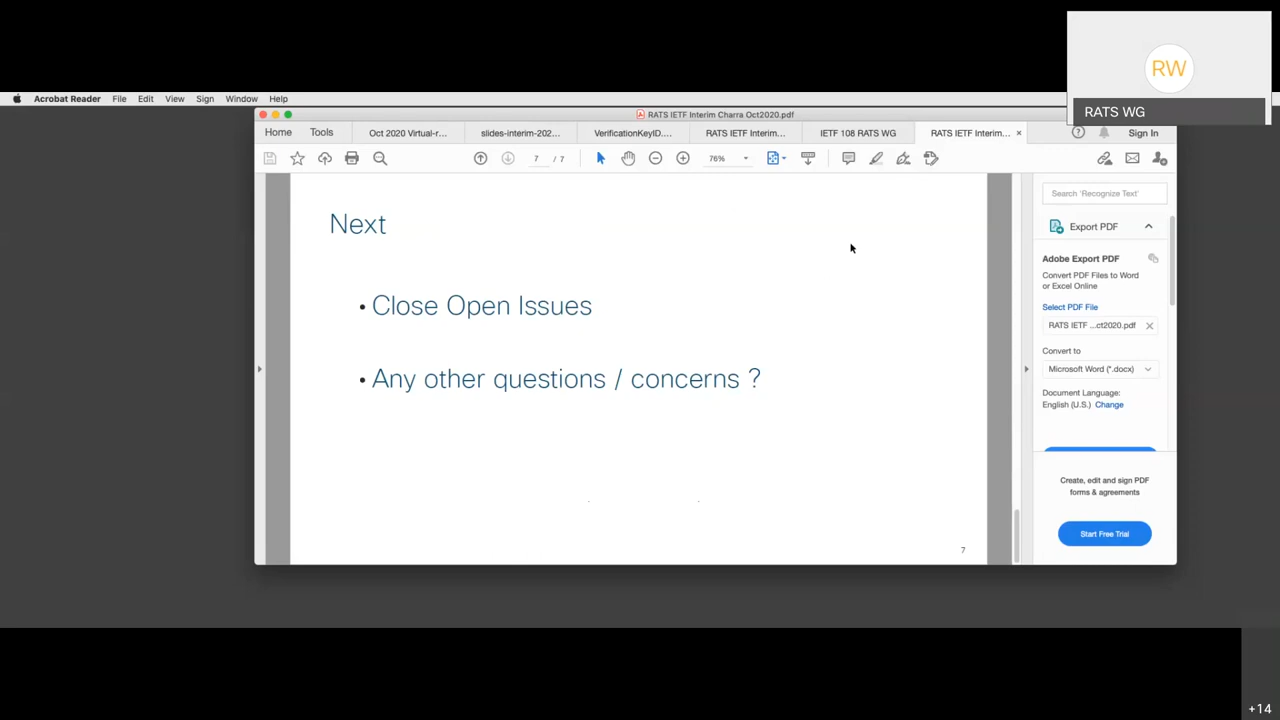 RW
RATS WG
Acrobat Reader File Edit View Sign Window Help
RATS IETF Interim Charra Oct2020.pdf
Home Tools Oct 2020 Virtual-r... slides-interim-202... VerificationKeyID.... RATS IETF Interim... IETF 108 RATS WG RATS IETF Interim... × ? Sign In
7 / 7 76%
Search 'Recognize Text'
Next
Export PDF
Adobe Export PDF
Convert PDF Files to Word
or Excel Online
• Close Open Issues
Select PDF File
RATS IETF ...ct2020.pdf
Convert to
Microsoft Word (*.docx)
• Any other questions / concerns ?
Document Language:
English (U.S.) Change
Create, edit and sign PDF
forms & agreements
Start Free Trial
7
+14